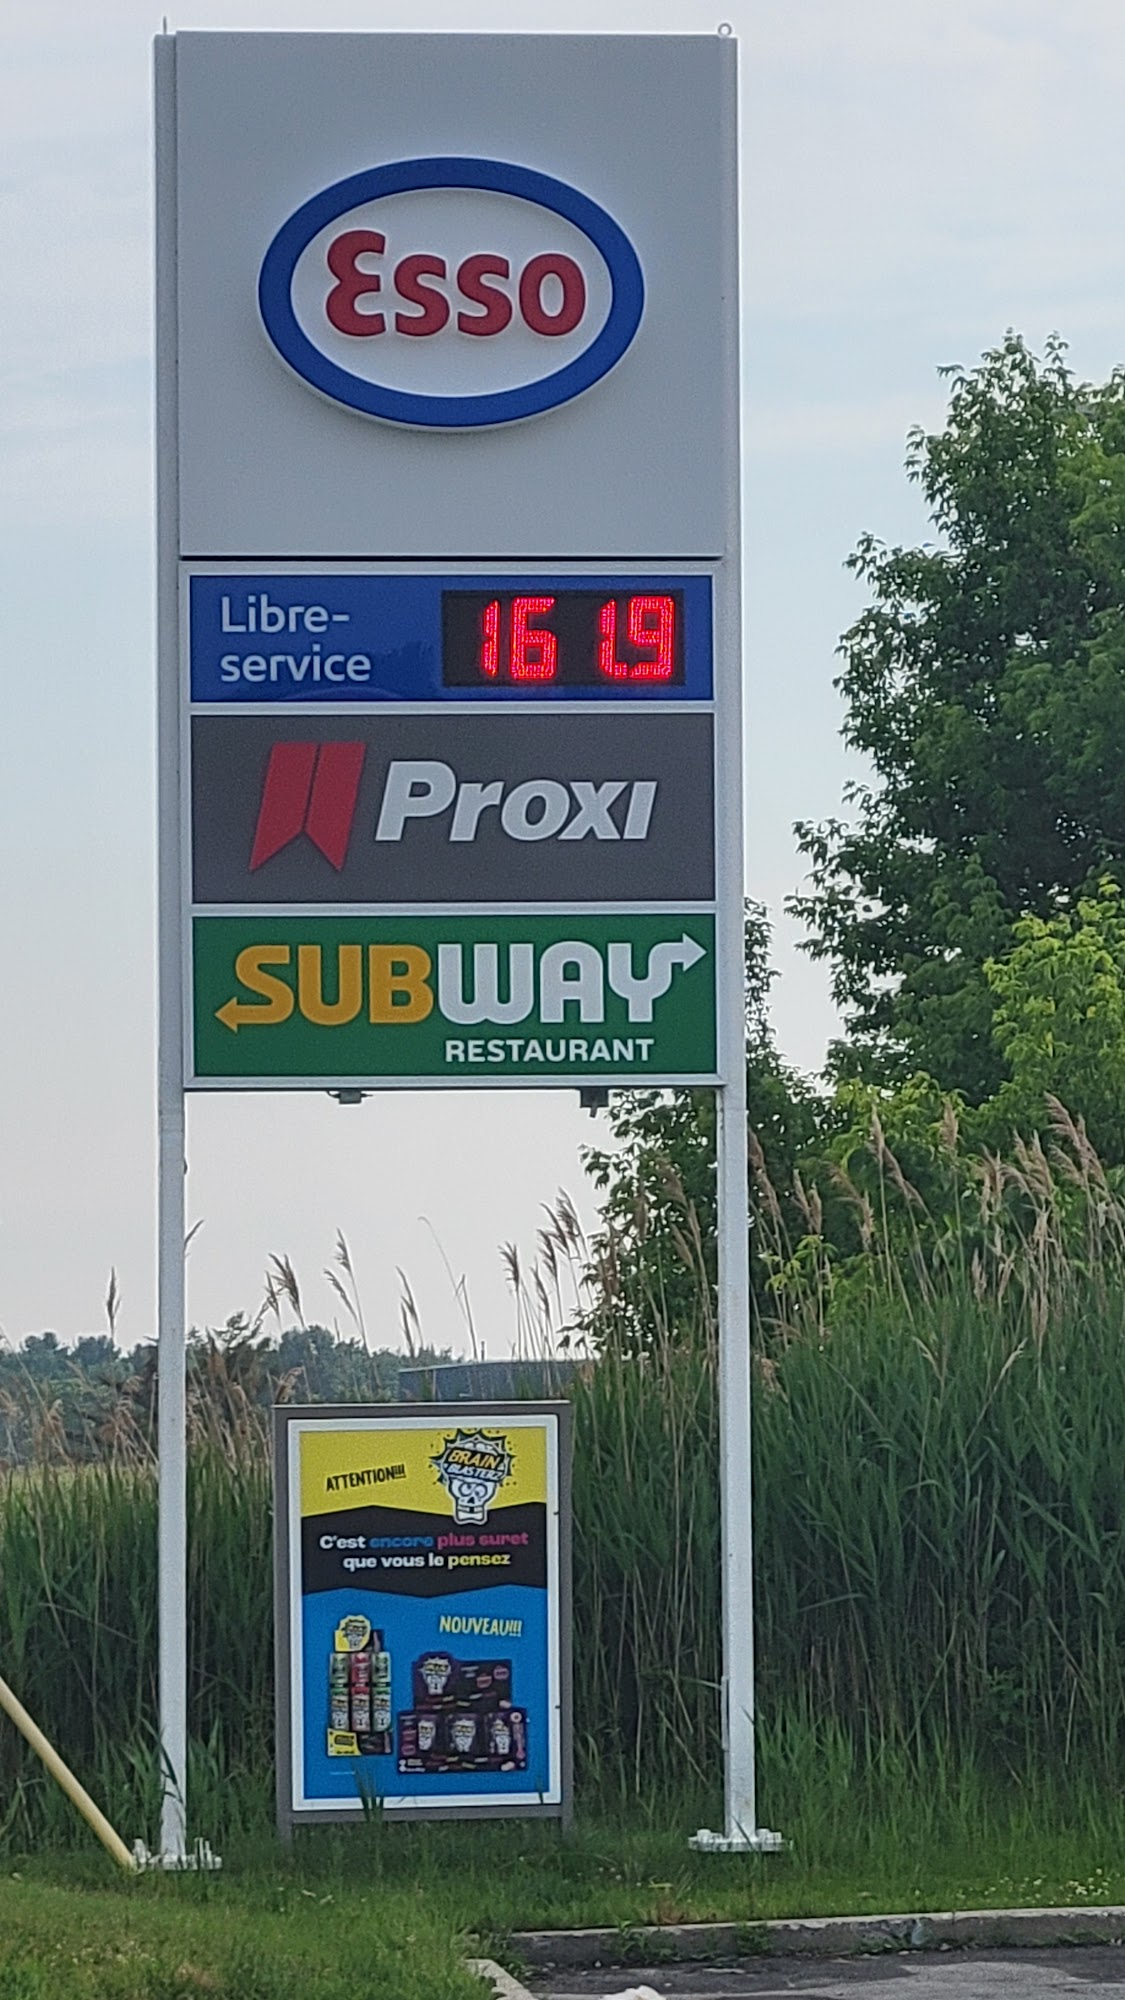 Esso
Libre-
service
161.9
Proxi
SUBWAY
RESTAURANT
ATTENTION!!!
BRAIN
BLASTERZ
C'est encore plus suret
que vous le pensez
NOUVEAU!!!